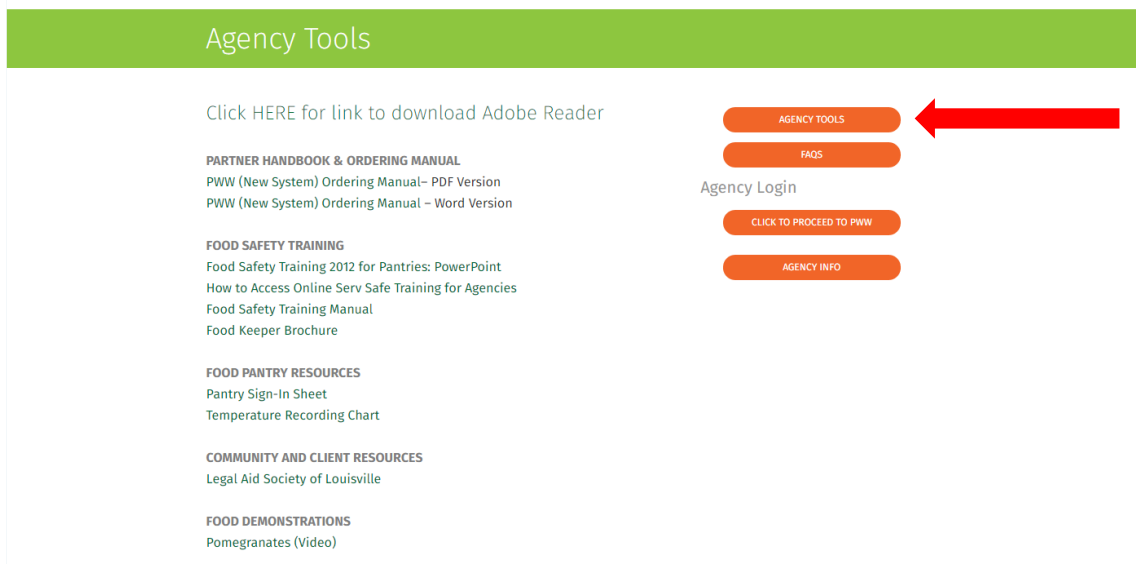 Agency Tools
Click HERE for link to download Adobe Reader
PARTNER HANDBOOK & ORDERING MANUAL
PWW (New System) Ordering Manual– PDF Version
PWW (New System) Ordering Manual – Word Version
FOOD SAFETY TRAINING
Food Safety Training 2012 for Pantries: PowerPoint
How to Access Online Serv Safe Training for Agencies
Food Safety Training Manual
Food Keeper Brochure
FOOD PANTRY RESOURCES
Pantry Sign-In Sheet
Temperature Recording Chart
COMMUNITY AND CLIENT RESOURCES
Legal Aid Society of Louisville
FOOD DEMONSTRATIONS
Pomegranates (Video)
AGENCY TOOLS
FAQS
Agency Login
CLICK TO PROCEED TO PWW
AGENCY INFO